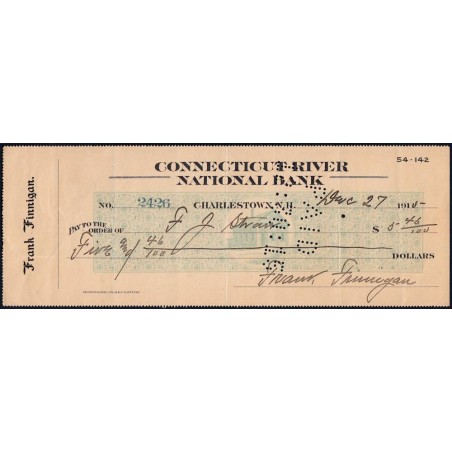 Frank Finnigan.
54-142
CONNECTICUT RIVER
NATIONAL BANK
NO. 2426 CHARLESTOWN, N.H. Dec 27 191
PAY TO THE
ORDER OF F J $ 5 46/100
Five and 46/100 DOLLARS
Frank Finnigan